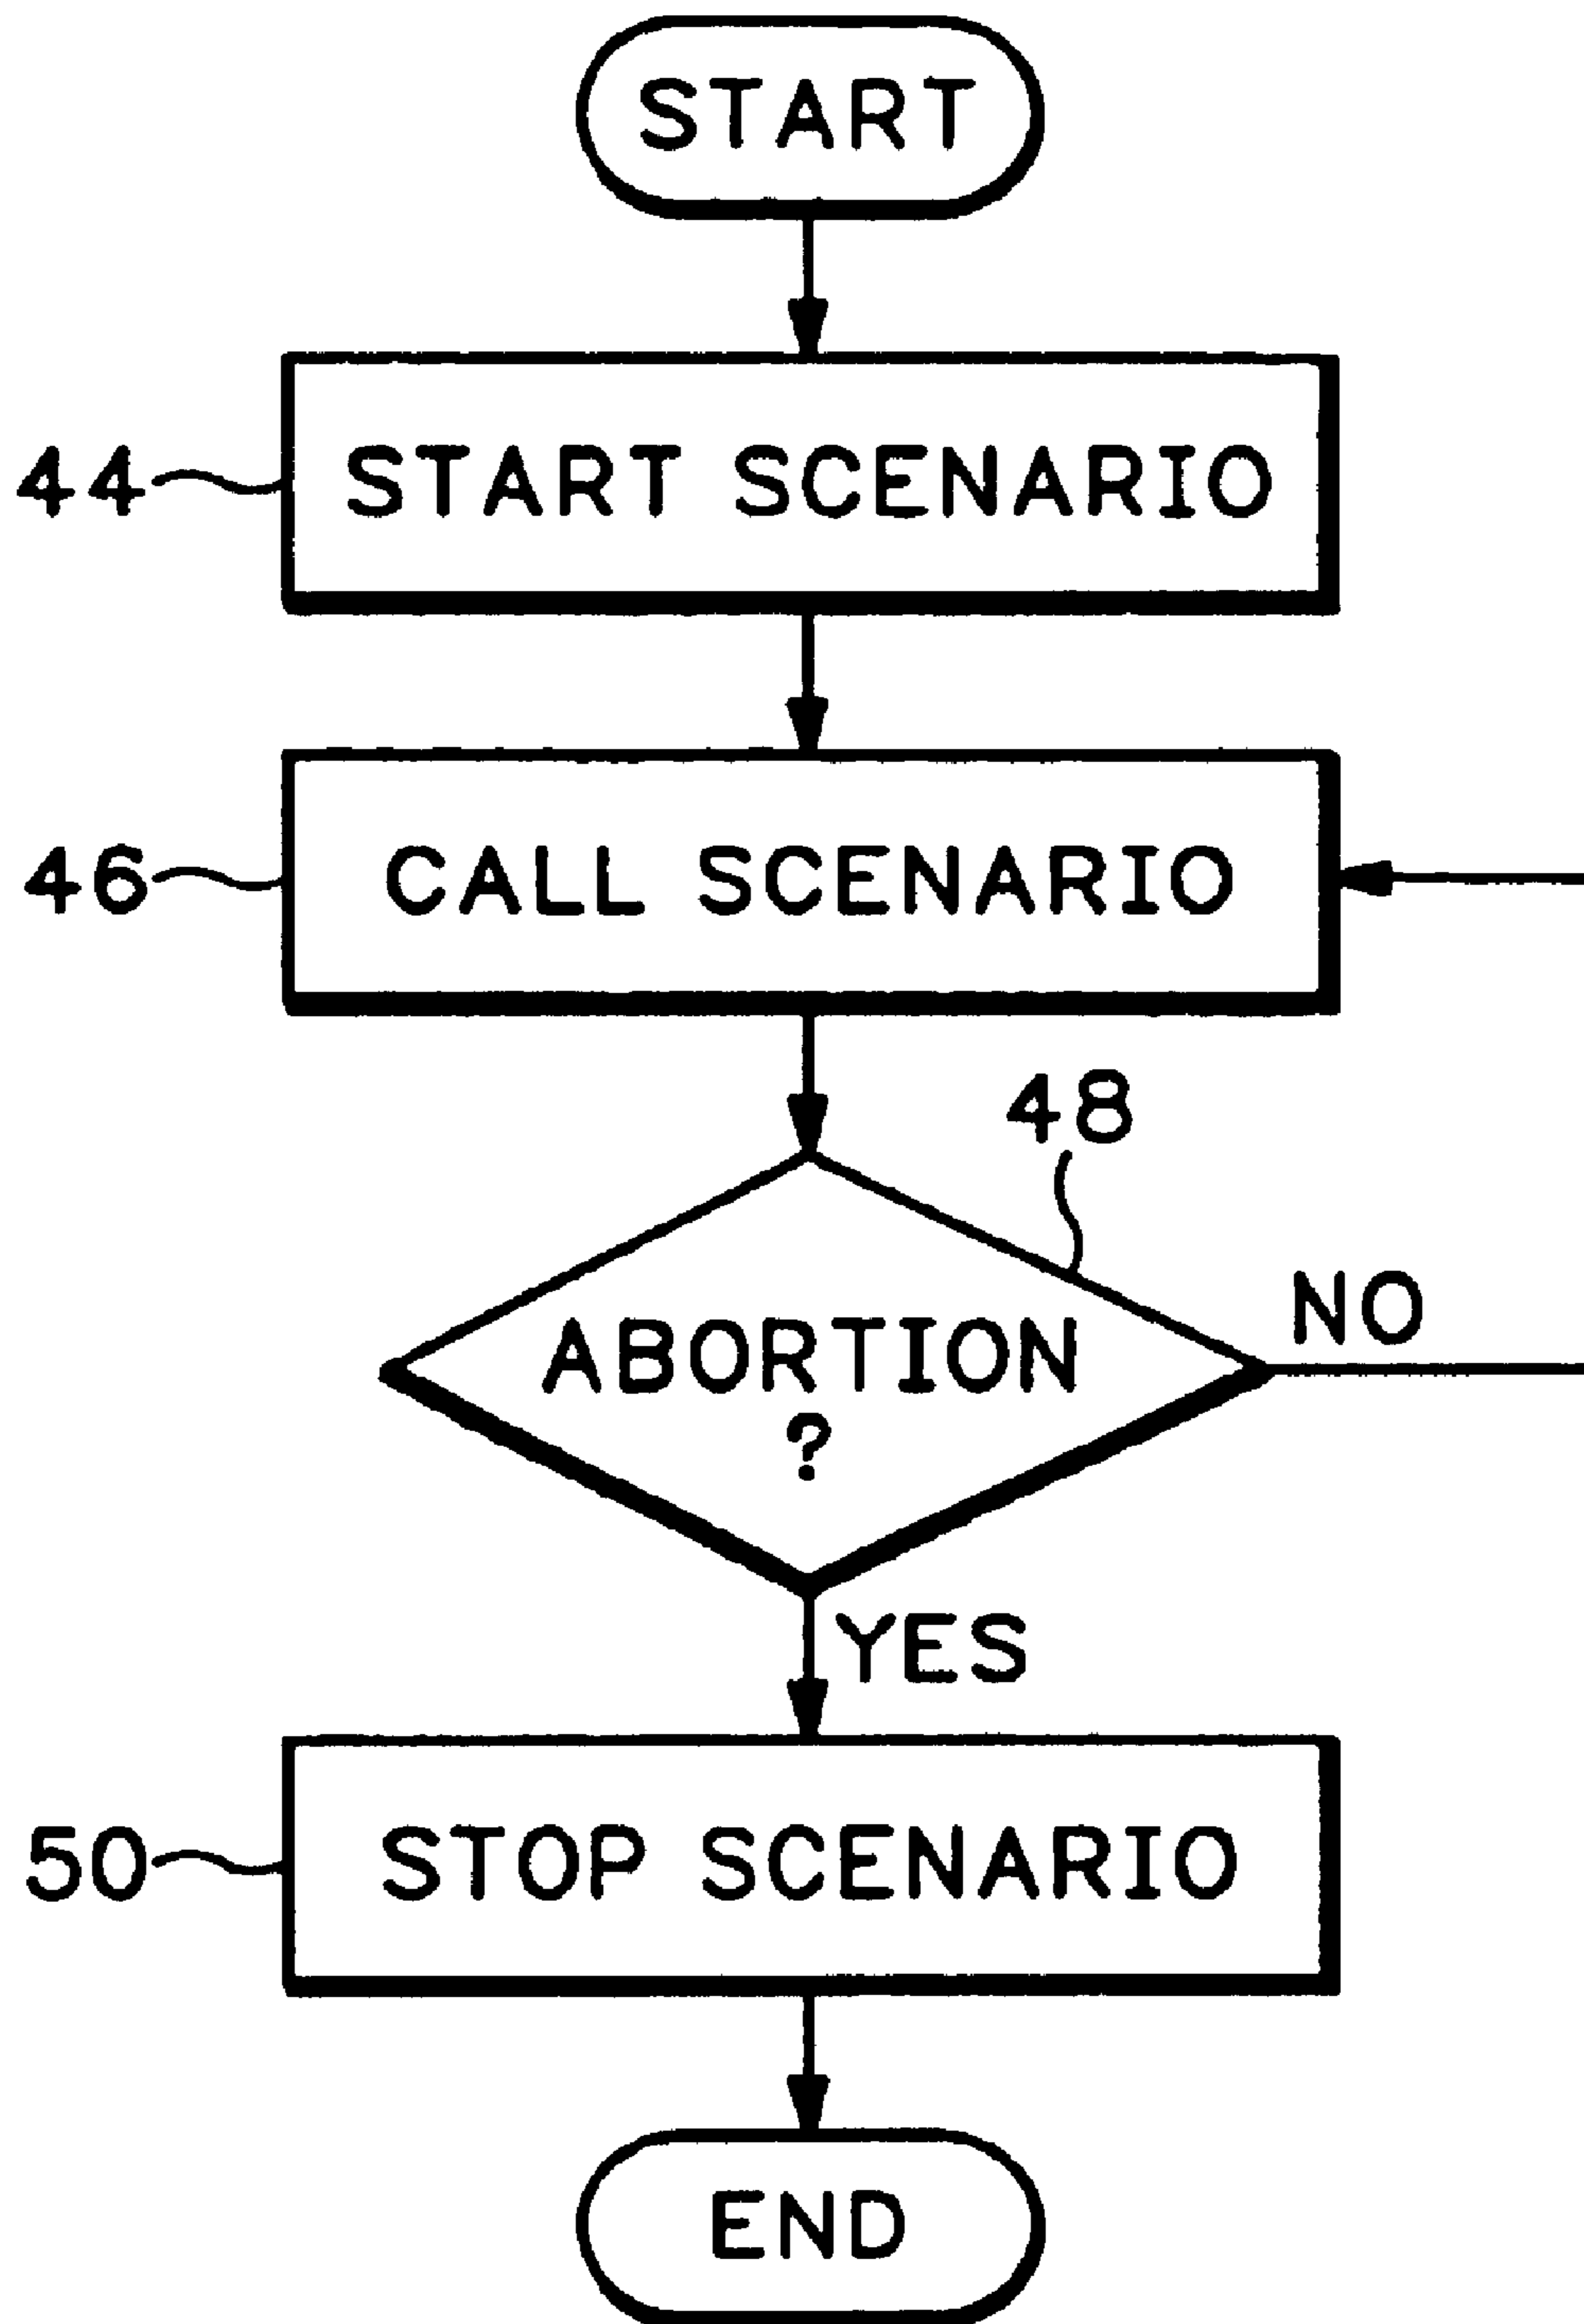 START
44
START SCENARIO
46
CALL SCENARIO
48
ABORTION
?
NO
YES
50
STOP SCENARIO
END